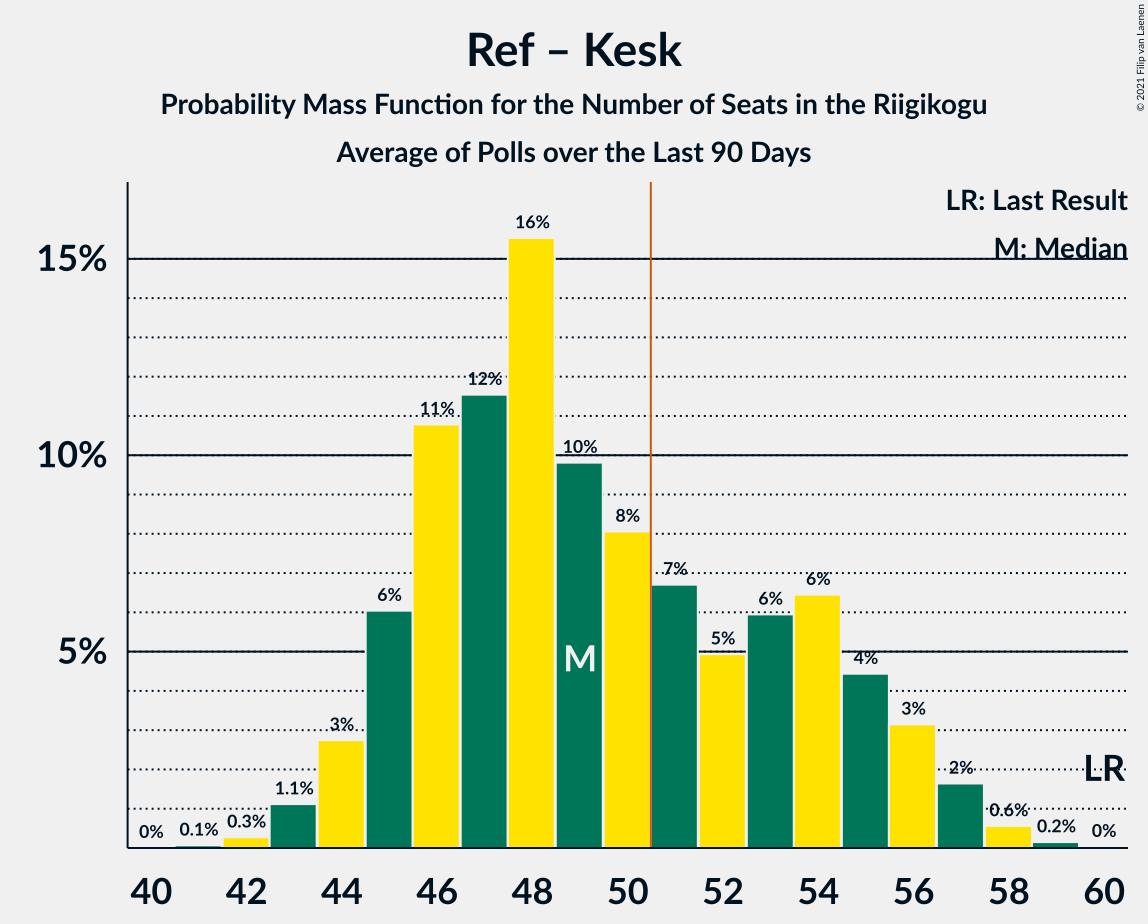 © 2021 Filip van Laenen
Ref – Kesk
Probability Mass Function for the Number of Seats in the Riigikogu
Average of Polls over the Last 90 Days
LR: Last Result
M: Median
15%
10%
5%
0%
0.1%
0.3%
1.1%
3%
6%
11%
12%
16%
10%
8%
7%
5%
6%
6%
4%
3%
2%
0.6%
0.2%
0%
M
LR
40 42 44 46 48 50 52 54 56 58 60